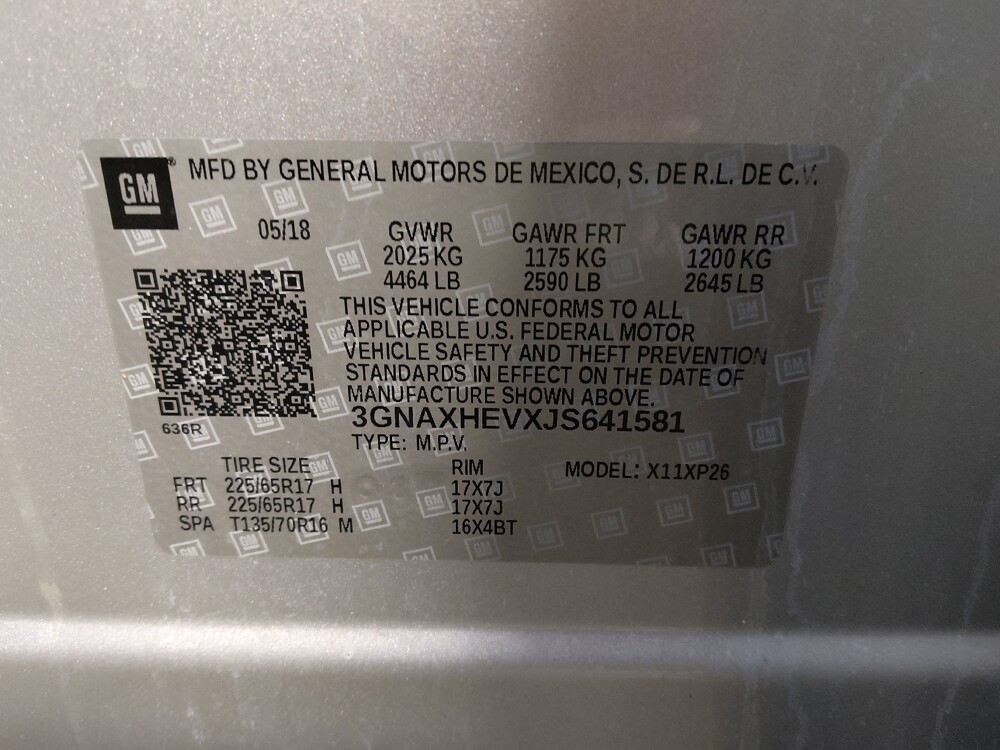 GM® MFD BY GENERAL MOTORS DE MEXICO, S. DE R.L. DE C.V.
05/18 GVWR GAWR FRT GAWR RR
2025 KG 1175 KG 1200 KG
4464 LB 2590 LB 2645 LB
THIS VEHICLE CONFORMS TO ALL
APPLICABLE U.S. FEDERAL MOTOR
VEHICLE SAFETY AND THEFT PREVENTION
STANDARDS IN EFFECT ON THE DATE OF
MANUFACTURE SHOWN ABOVE.
3GNAXHEVXJS641581
636R
TYPE: M.P.V.
TIRE SIZE RIM MODEL: X11XP26
FRT 225/65R17 H 17X7J
RR 225/65R17 H 17X7J
SPA T135/70R16 M 16X4BT